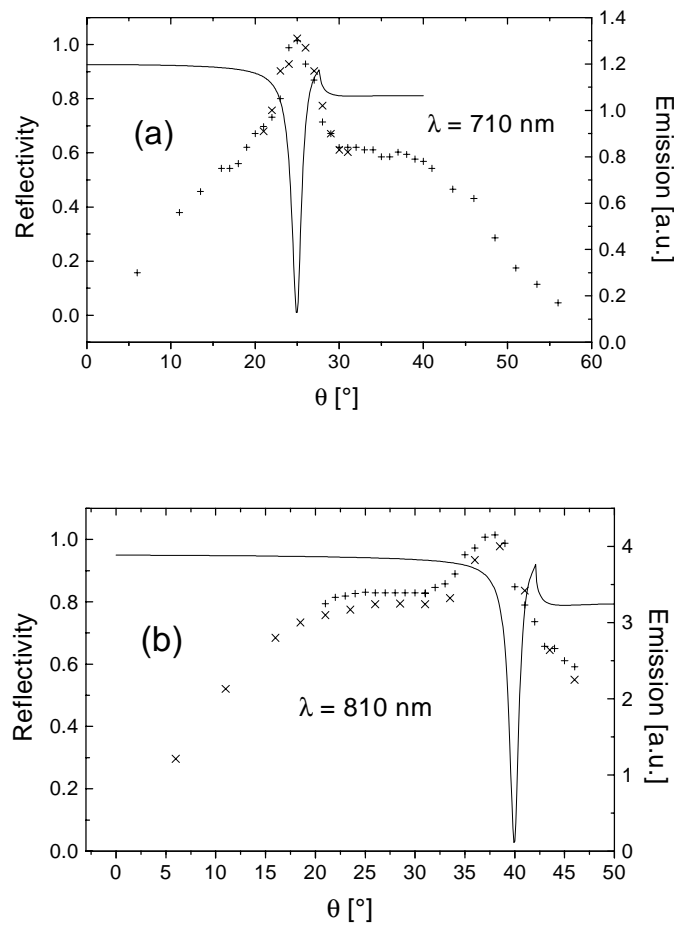 1.0
0.8
0.6
0.4
0.2
0.0
Reflectivity
(a)
λ = 710 nm
1.4
1.2
1.0
0.8
0.6
0.4
0.2
0.0
Emission [a.u.]
0 10 20 30 40 50 60
θ [°]
1.0
0.8
0.6
0.4
0.2
0.0
Reflectivity
(b)
λ = 810 nm
4
3
2
1
0
Emission [a.u.]
0 5 10 15 20 25 30 35 40 45 50
θ [°]